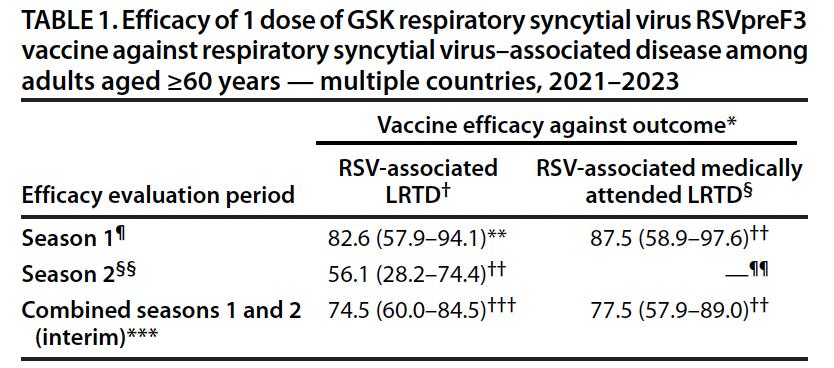 TABLE 1. Efficacy of 1 dose of GSK respiratory syncytial virus RSVpreF3
vaccine against respiratory syncytial virus–associated disease among
adults aged ≥60 years — multiple countries, 2021–2023
Vaccine efficacy against outcome*
Efficacy evaluation period RSV-associated LRTD† RSV-associated medically attended LRTD§
Season 1¶ 82.6 (57.9–94.1)** 87.5 (58.9–97.6)††
Season 2§§ 56.1 (28.2–74.4)†† —¶¶
Combined seasons 1 and 2 74.5 (60.0–84.5)††† 77.5 (57.9–89.0)††
(interim)***